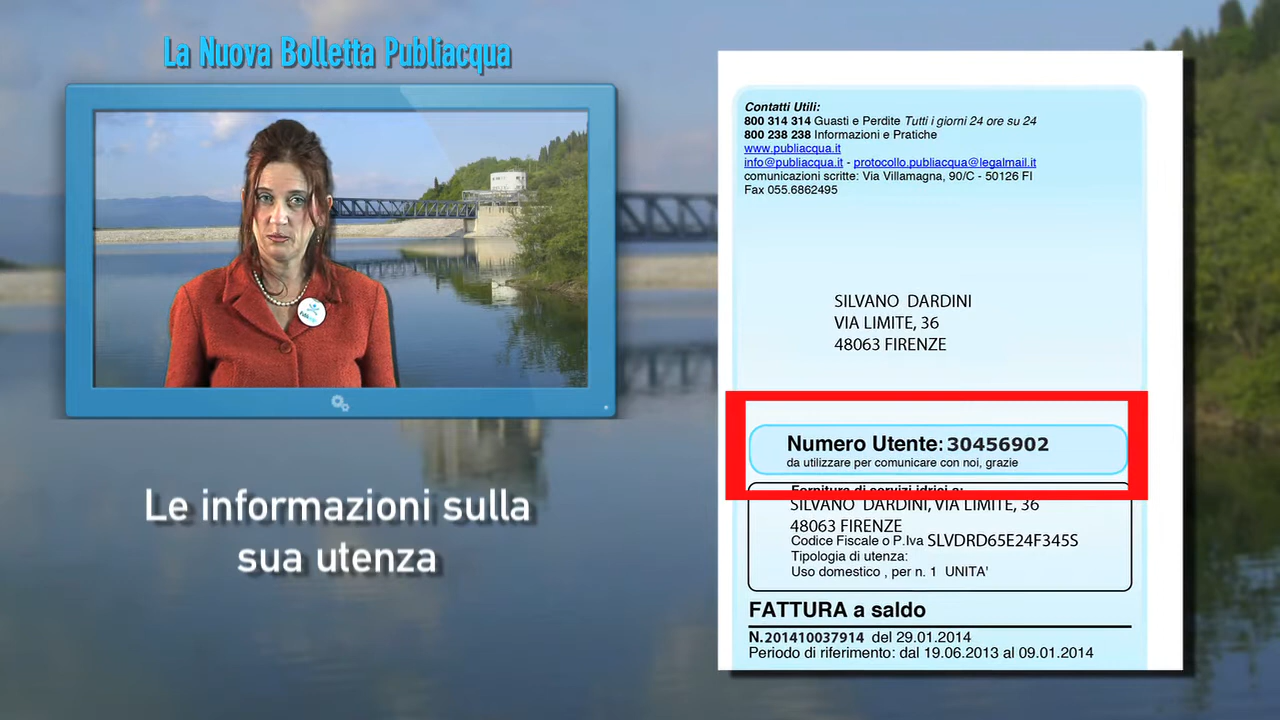 La Nuova Bolletta Publiacqua
Le informazioni sulla
sua utenza
Contatti Utili:
800 314 314 Guasti e Perdite Tutti i giorni 24 ore su 24
800 238 238 Informazioni e Pratiche
www.publiacqua.it
info@publiacqua.it - protocollo.publiacqua@legalmail.it
comunicazioni scritte: Via Villamagna, 90/C - 50126 FI
Fax 055.6862495
SILVANO DARDINI
VIA LIMITE, 36
48063 FIRENZE
Numero Utente: 30456902
da utilizzare per comunicare con noi, grazie
Fornitura di servizi idrici a:
SILVANO DARDINI, VIA LIMITE, 36
48063 FIRENZE
Codice Fiscale o P.Iva SLVDRD65E24F345S
Tipologia di utenza:
Uso domestico , per n. 1 UNITA'
FATTURA a saldo
N.201410037914 del 29.01.2014
Periodo di riferimento: dal 19.06.2013 al 09.01.2014